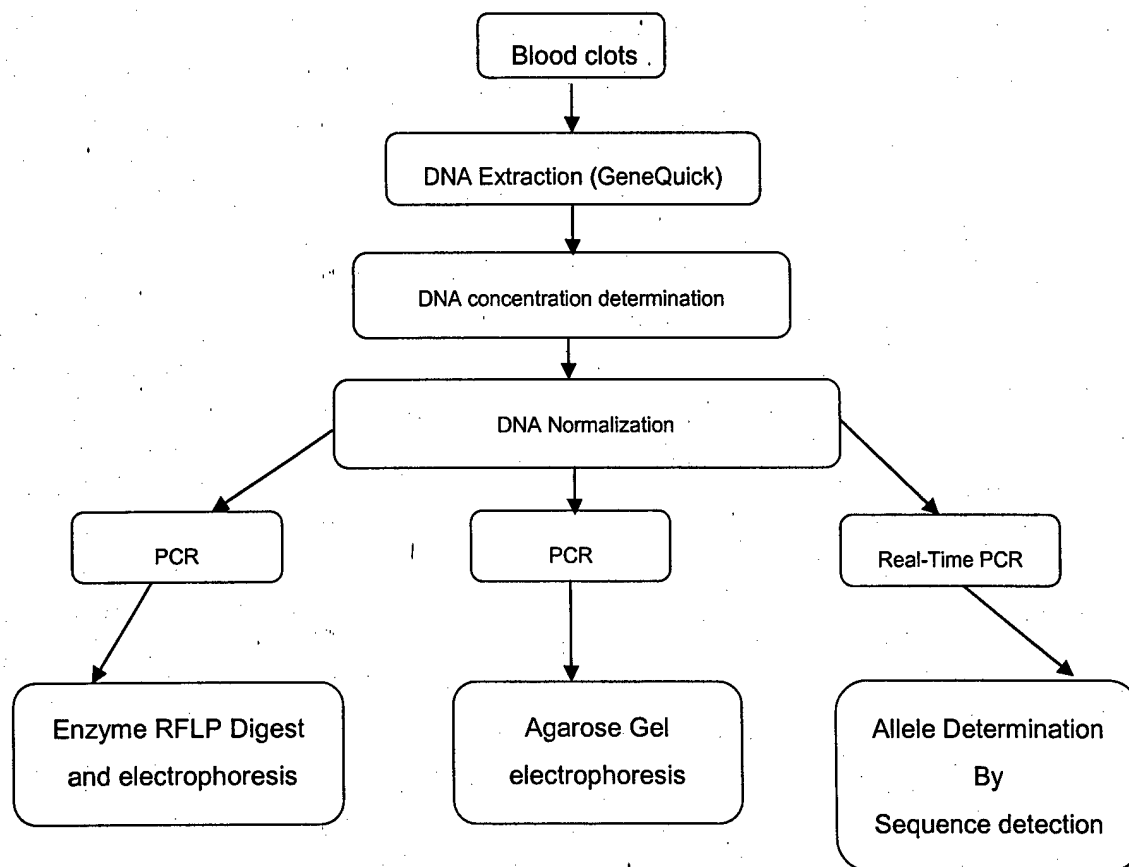 Blood clots
DNA Extraction (GeneQuick)
DNA concentration determination
DNA Normalization
PCR
PCR
Real-Time PCR
Enzyme RFLP Digest
and electrophoresis
Agarose Gel
electrophoresis
Allele Determination
By
Sequence detection